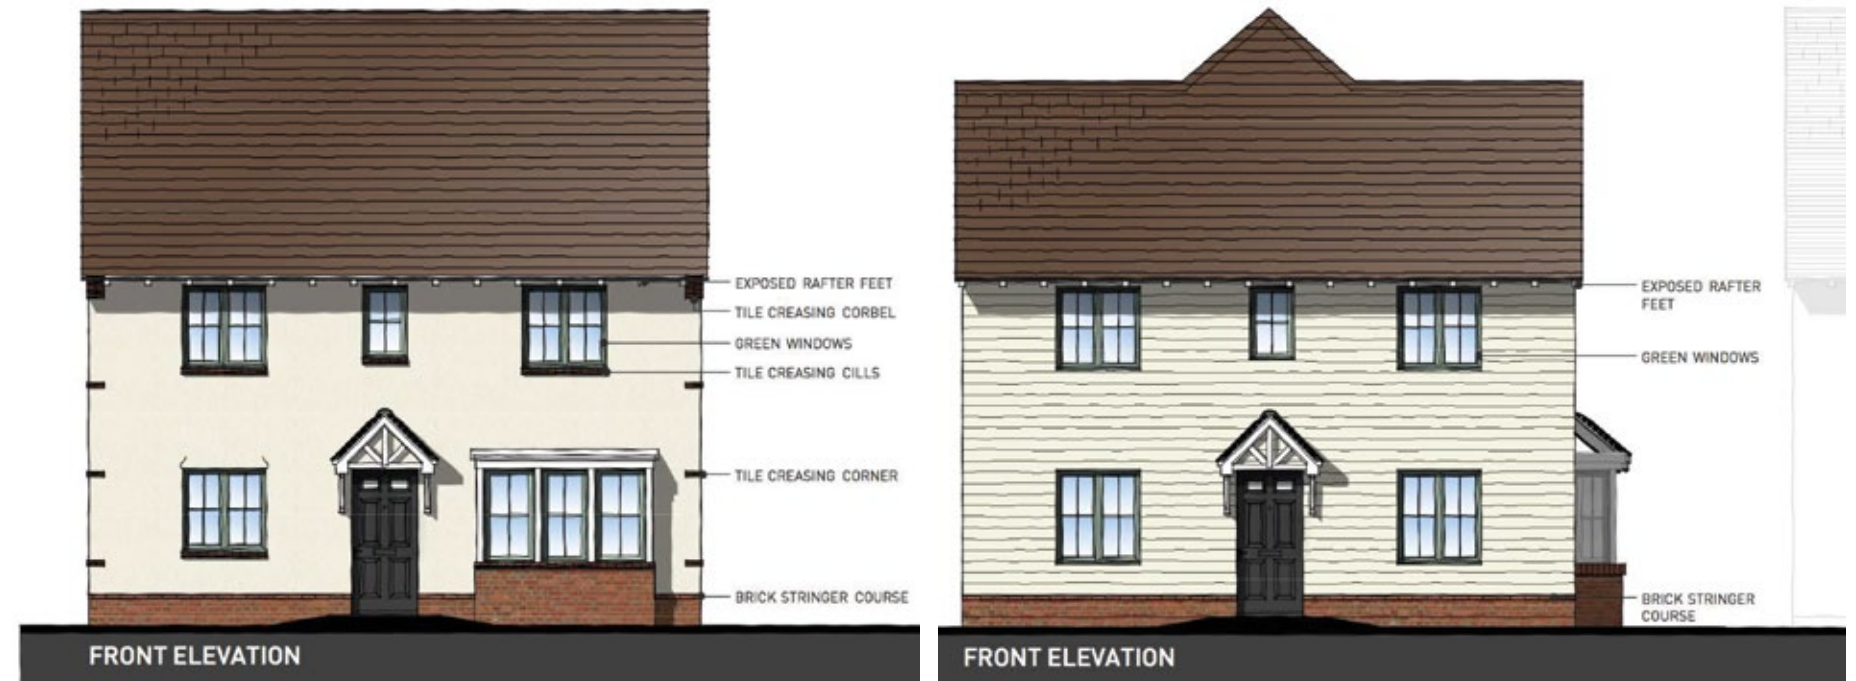 EXPOSED RAFTER FEET
TILE CREASING CORBEL
GREEN WINDOWS
TILE CREASING CILLS
TILE CREASING CORNER
BRICK STRINGER COURSE
FRONT ELEVATION
EXPOSED RAFTER
FEET
GREEN WINDOWS
BRICK STRINGER
COURSE
FRONT ELEVATION